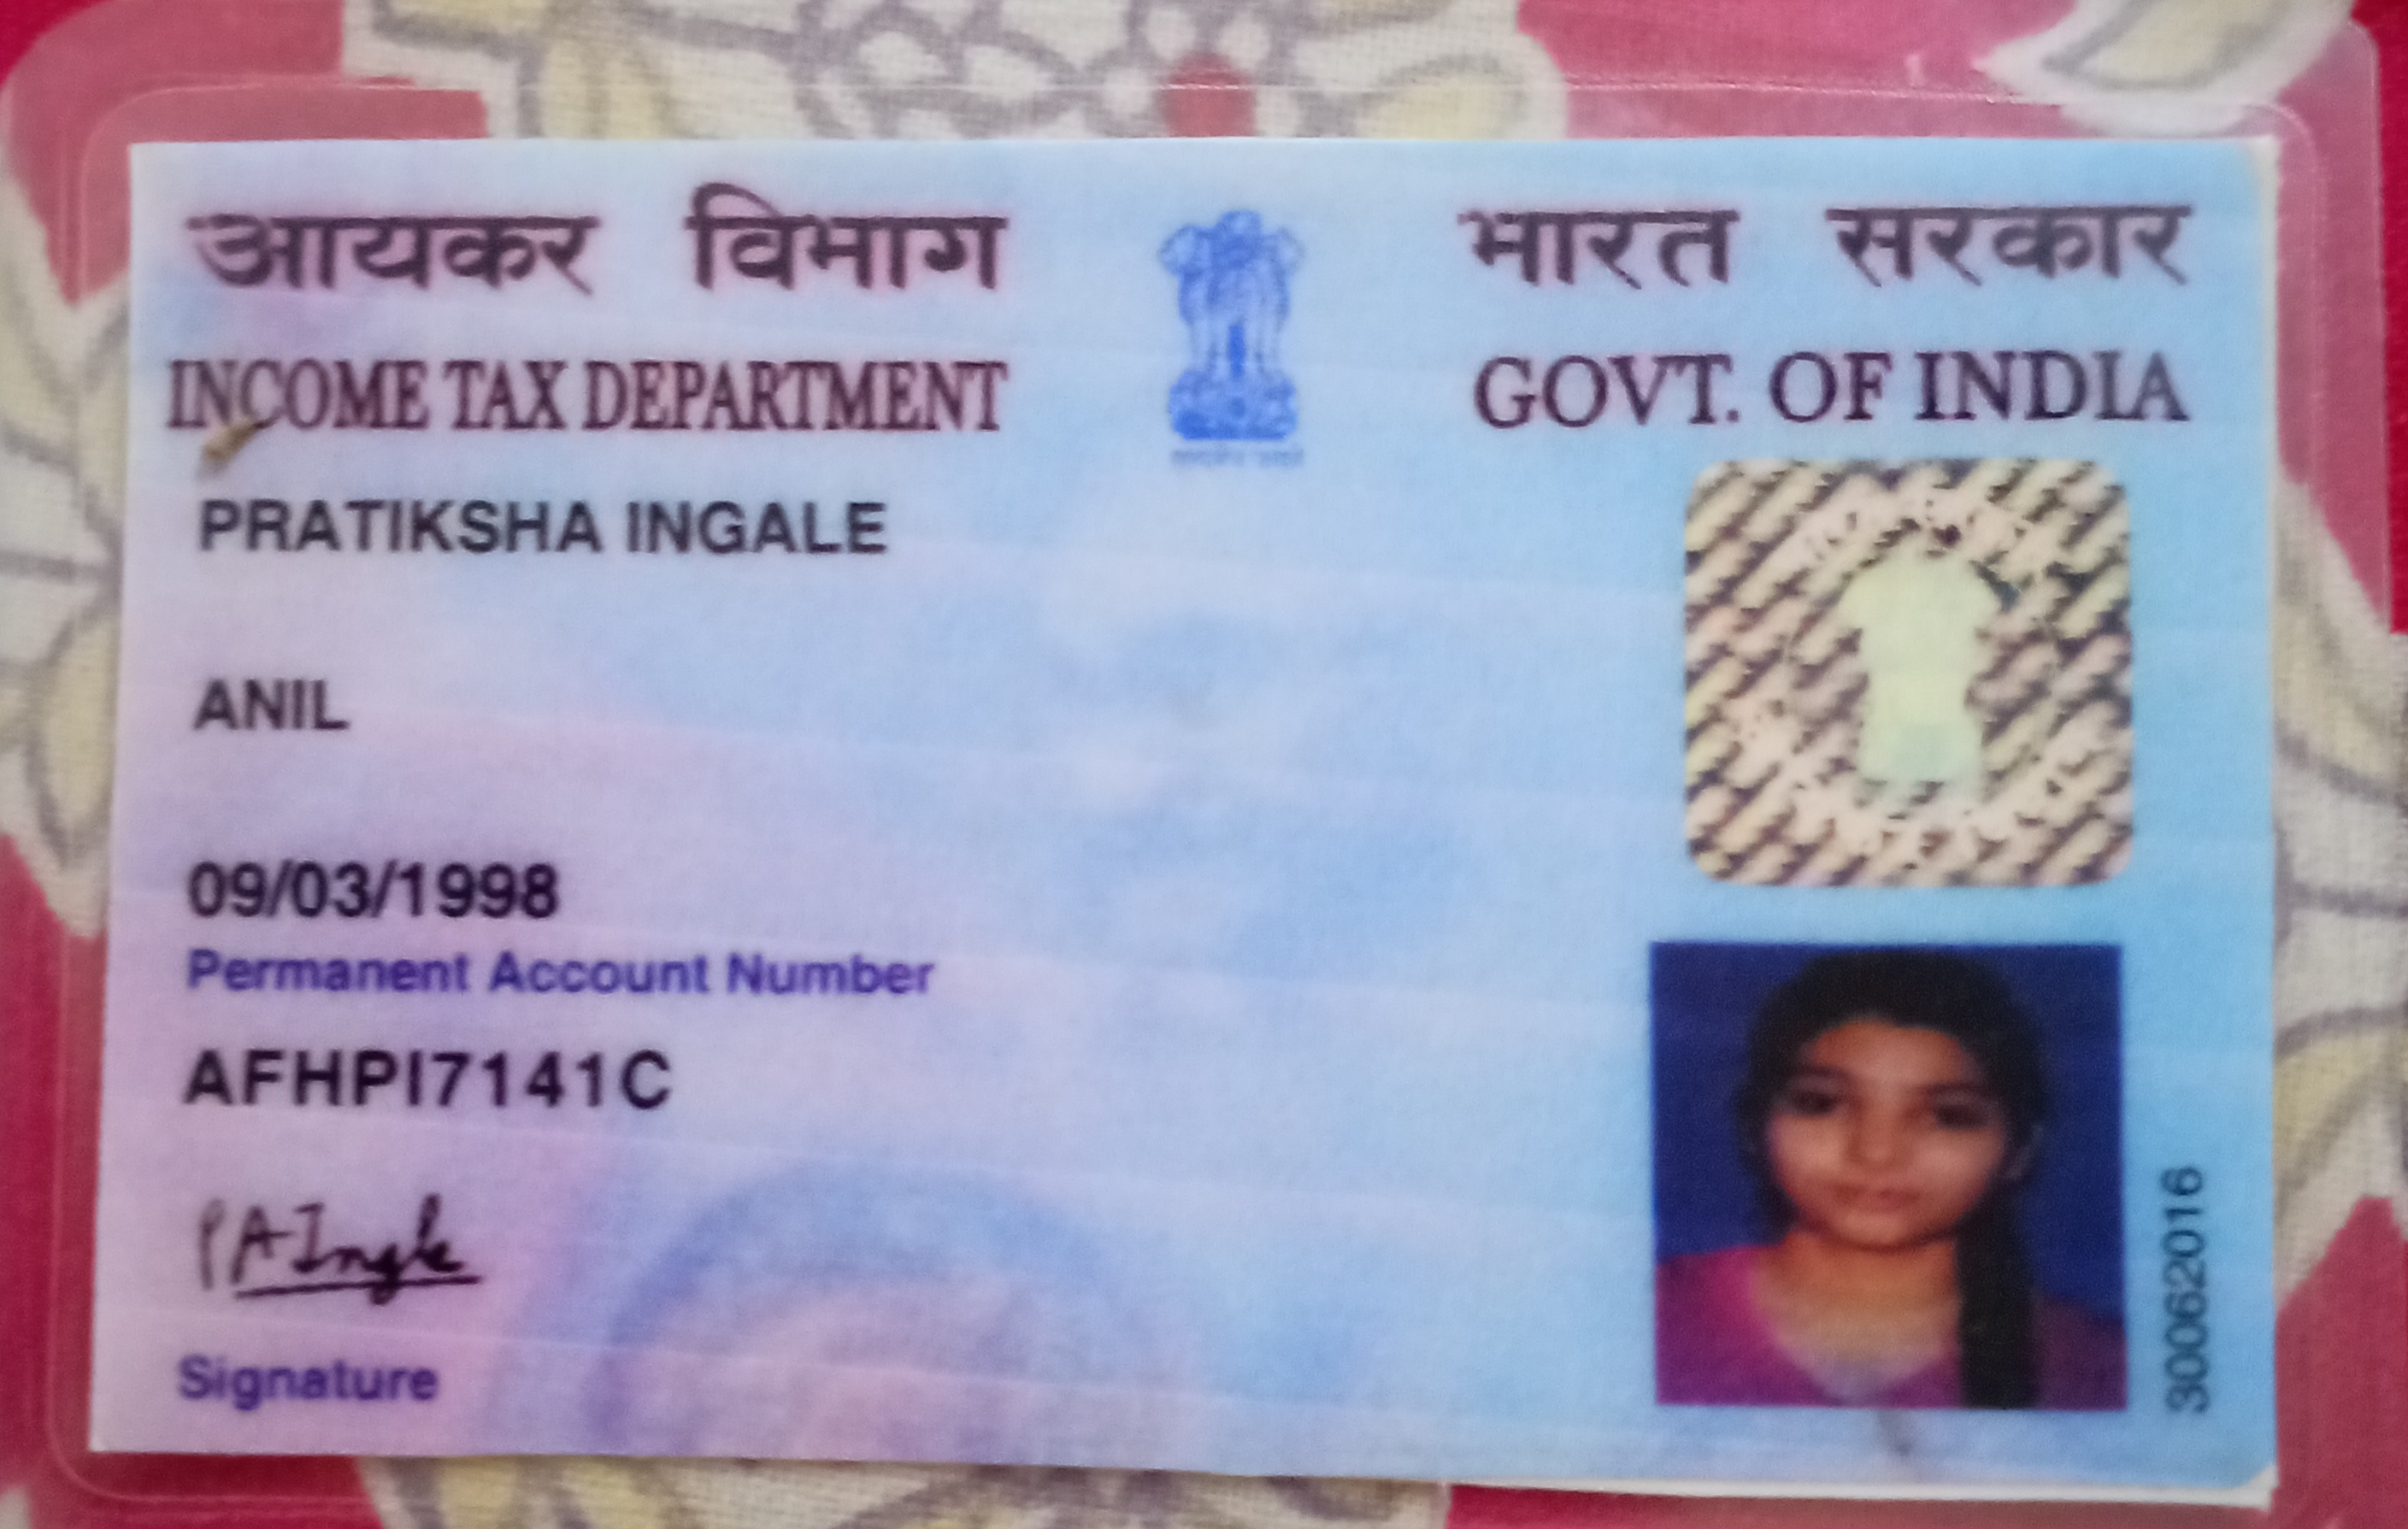 आयकर विभाग
INCOME TAX DEPARTMENT
भारत सरकार
GOVT. OF INDIA
PRATIKSHA INGALE
ANIL
09/03/1998
Permanent Account Number
AFHPI7141C
PAIngle
Signature
30062016